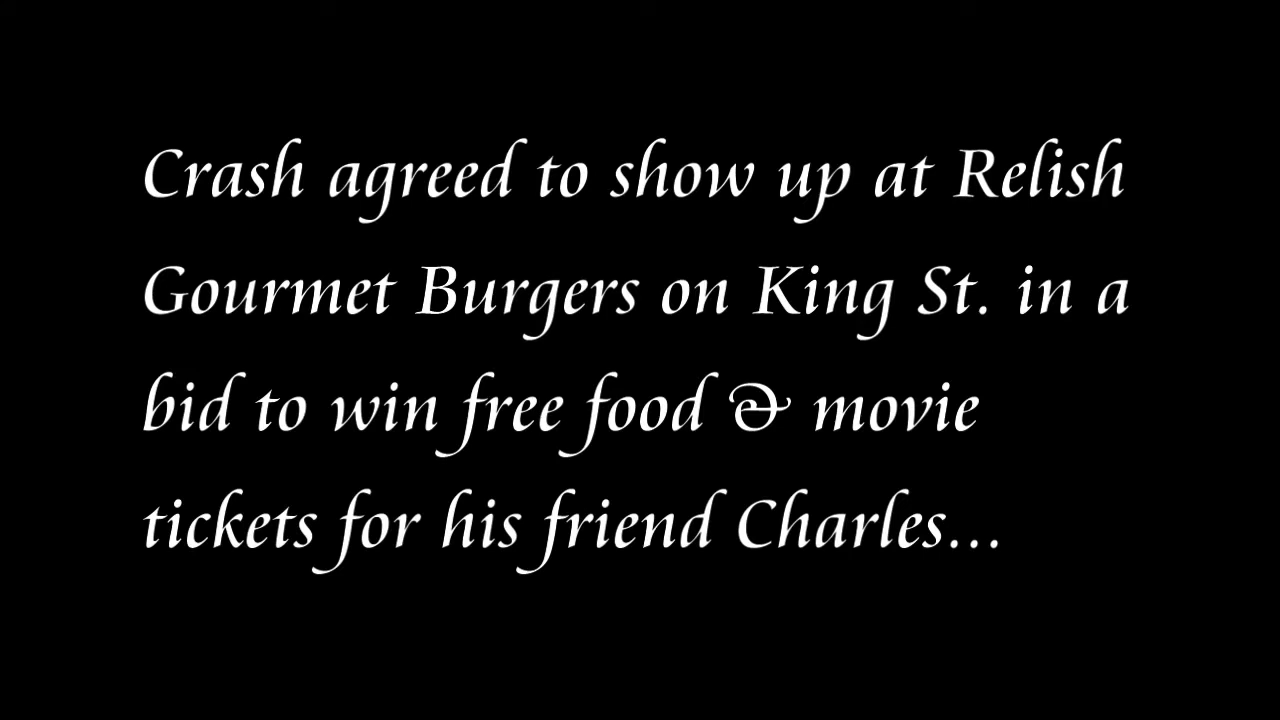 Crash agreed to show up at Relish
Gourmet Burgers on King St. in a
bid to win free food & movie
tickets for his friend Charles...